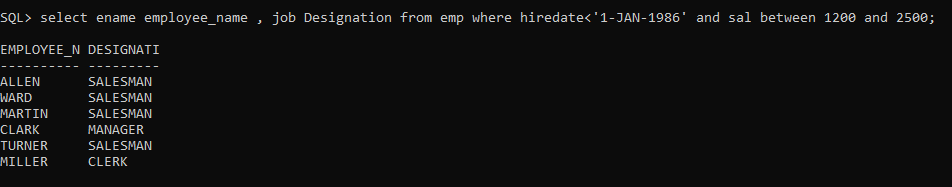 SQL> select ename employee_name , job Designation from emp where hiredate<'1-JAN-1986' and sal between 1200 and 2500;
EMPLOYEE_N DESIGNATI
---------- ---------
ALLEN      SALESMAN
WARD       SALESMAN
MARTIN     SALESMAN
CLARK      MANAGER
TURNER     SALESMAN
MILLER     CLERK